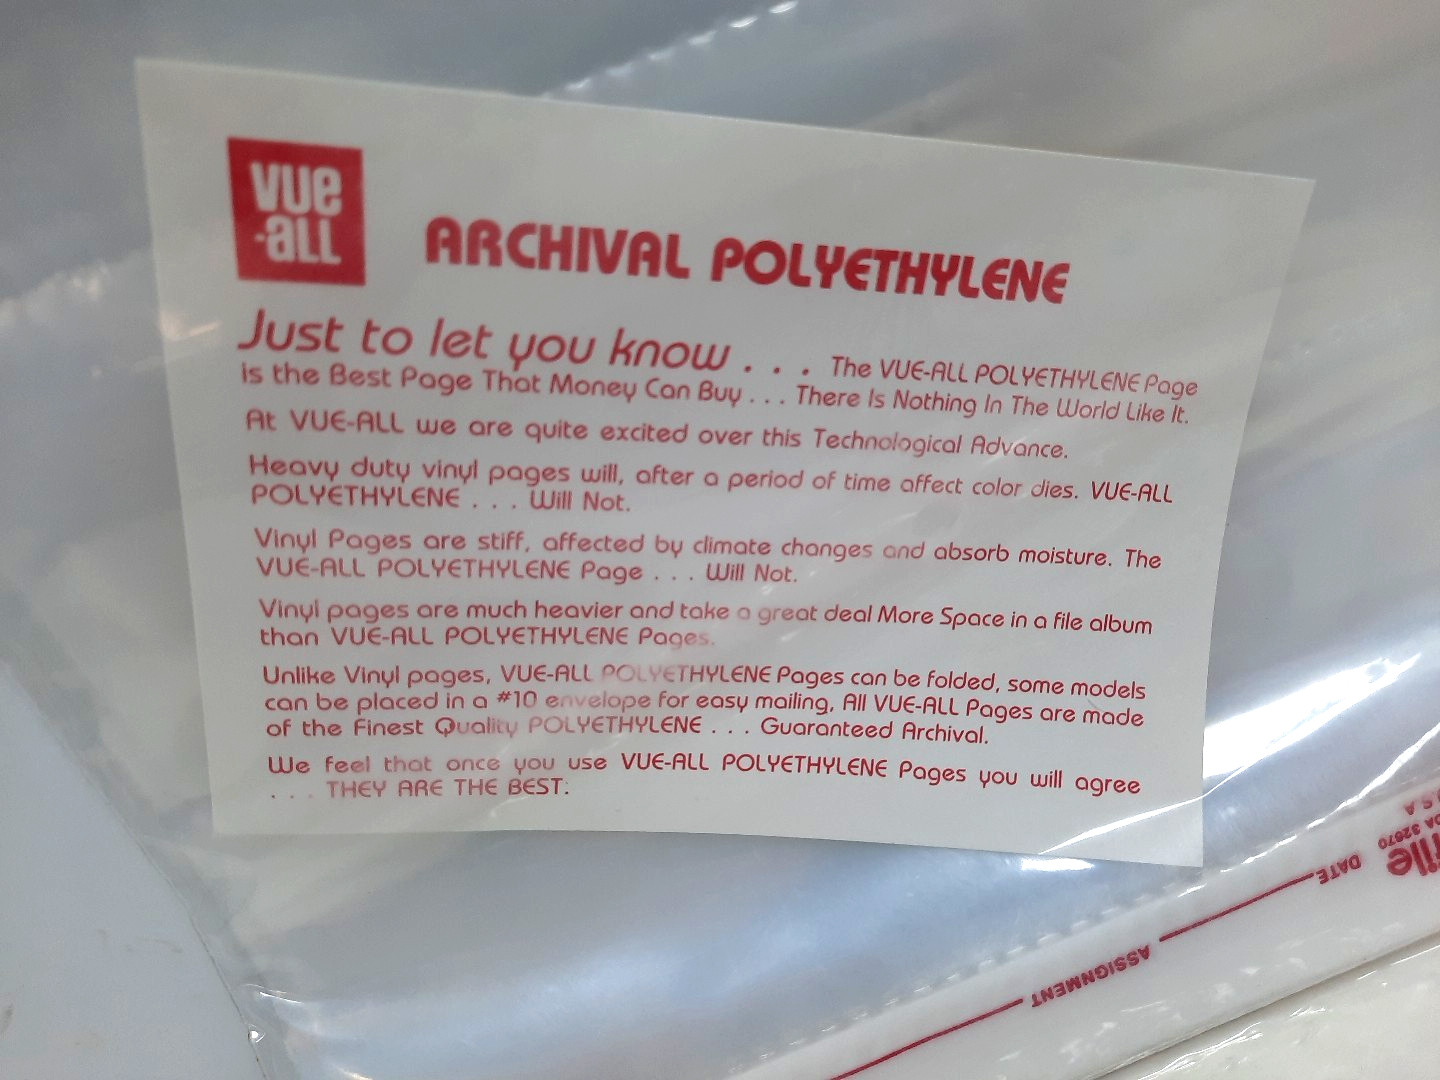 VUE
-ALL
ARCHIVAL POLYETHYLENE
Just to let you know . . . The VUE-ALL POLYETHYLENE Page
is the Best Page That Money Can Buy . . . There Is Nothing In The World Like It.
At VUE-ALL we are quite excited over this Technological Advance.
Heavy duty vinyl pages will, after a period of time affect color dies. VUE-ALL
POLYETHYLENE . . . Will Not.
Vinyl Pages are stiff, affected by climate changes and absorb moisture. The
VUE-ALL POLYETHYLENE Page . . . Will Not.
Vinyl pages are much heavier and take a great deal More Space in a file album
than VUE-ALL POLYETHYLENE Pages.
Unlike Vinyl pages, VUE-ALL POLYETHYLENE Pages can be folded, some models
can be placed in a #10 envelope for easy mailing, All VUE-ALL Pages are made
of the Finest Quality POLYETHYLENE . . . Guaranteed Archival.
We feel that once you use VUE-ALL POLYETHYLENE Pages you will agree
. . . THEY ARE THE BEST:
file
32670
DATE
ASSIGNMENT